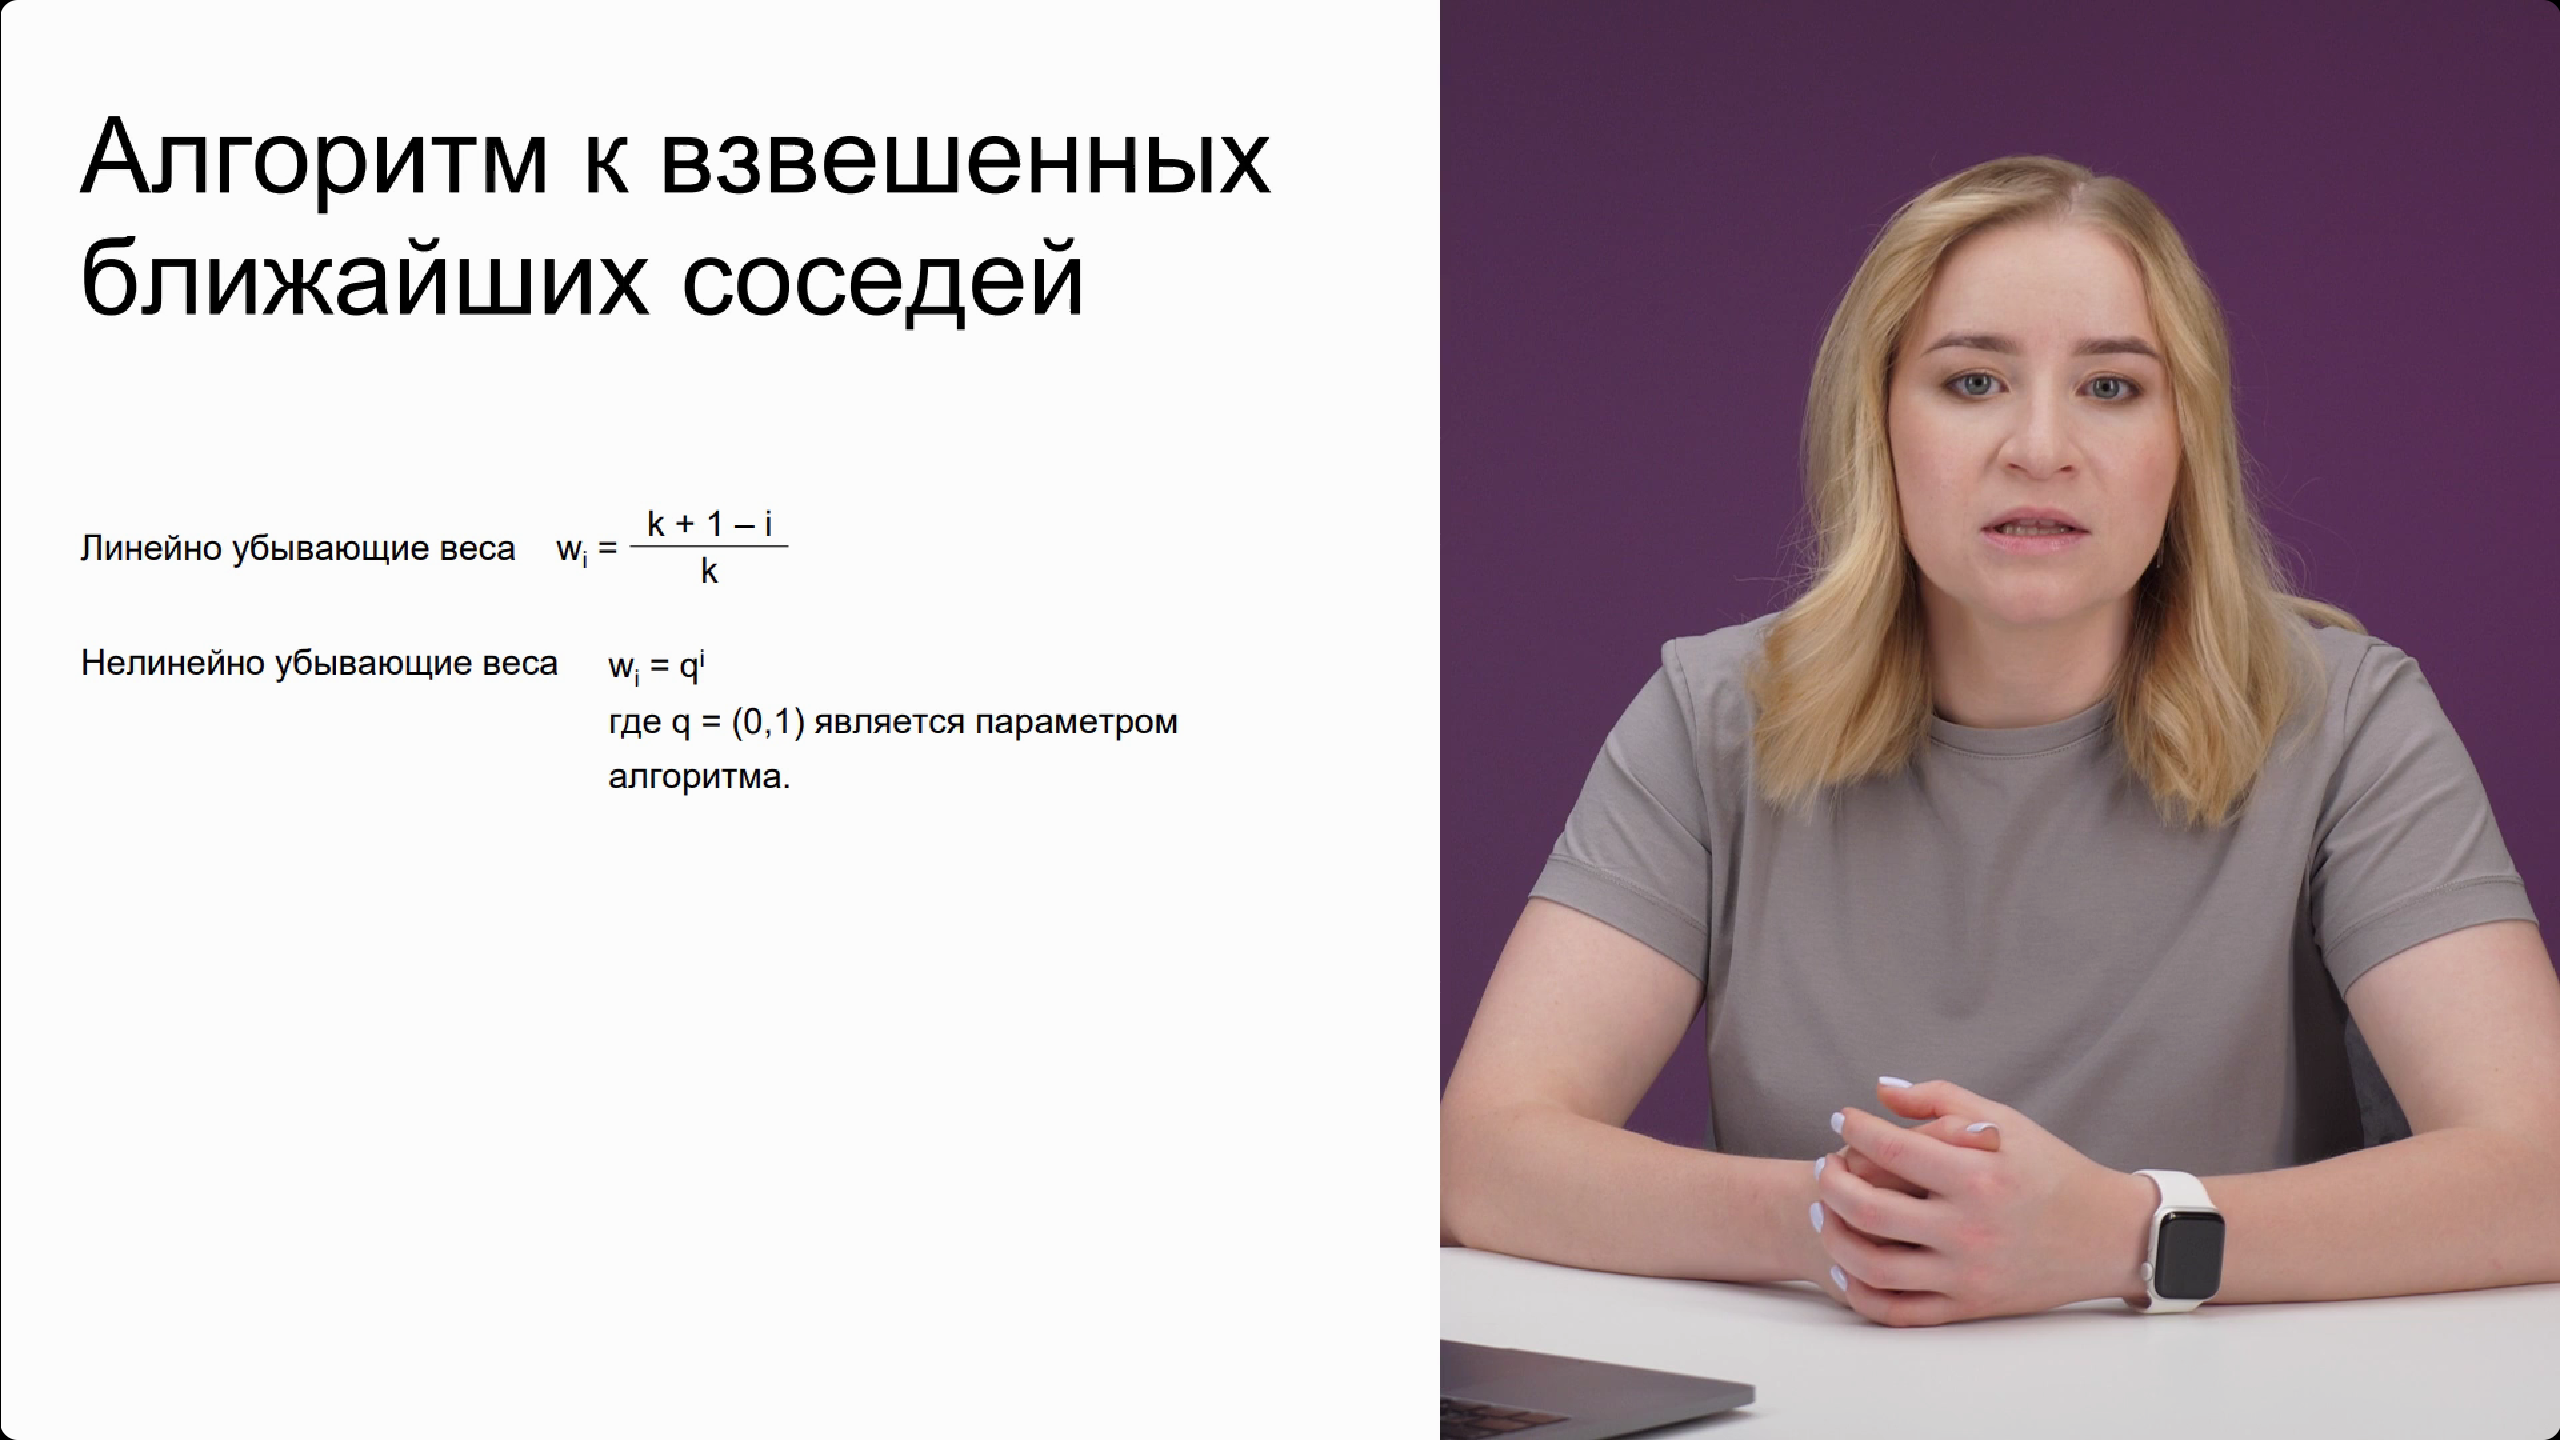 Алгоритм к взвешенных
ближайших соседей
Линейно убывающие веса wᵢ = (k + 1 – i) / k
Нелинейно убывающие веса wᵢ = qⁱ
где q = (0,1) является параметром
алгоритма.